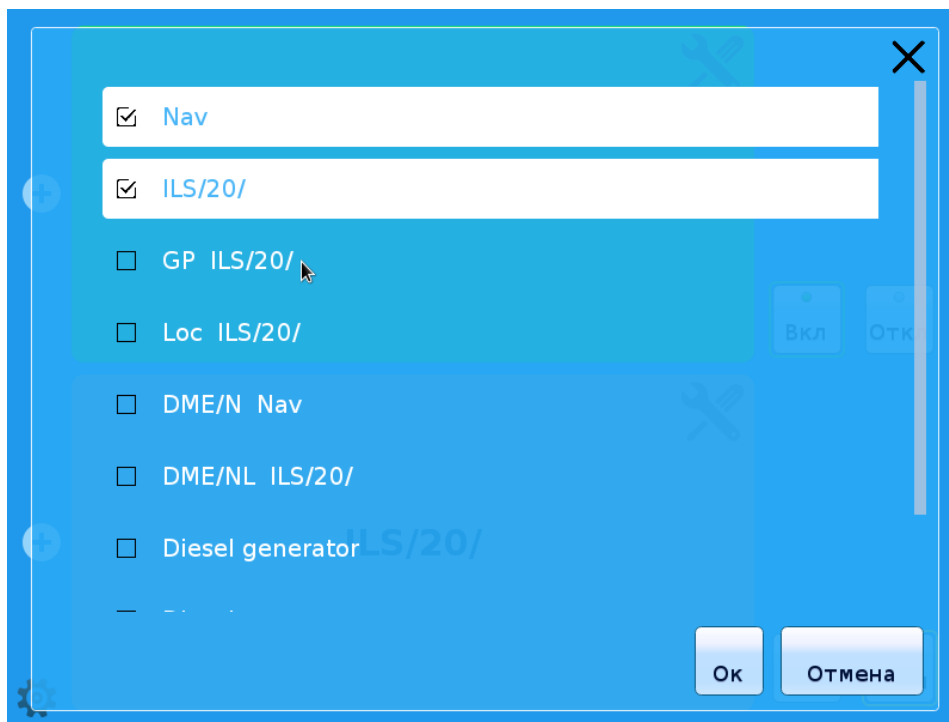 Nav
ILS/20/
GP ILS/20/
Loc ILS/20/
Вкл
Отк
DME/N Nav
DME/NL ILS/20/
Diesel generator
ILS/20/
Ок
Отмена